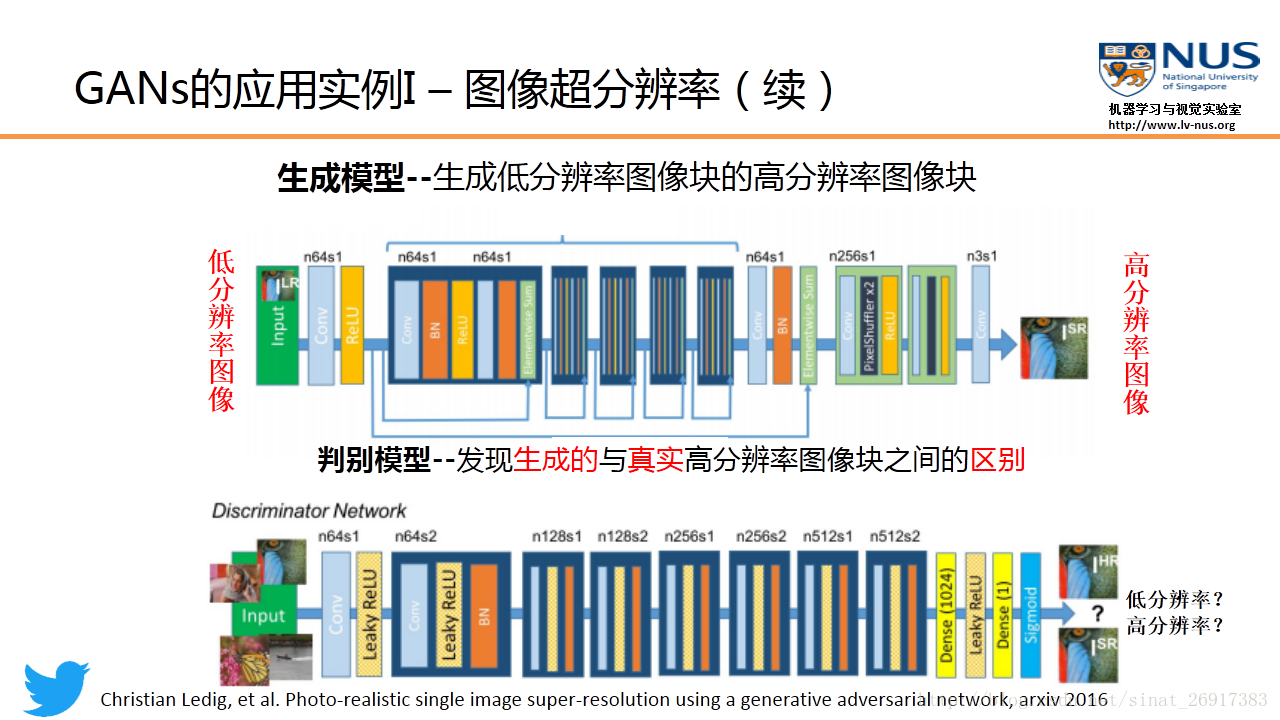 GANs的应用实例I – 图像超分辨率（续）
NUS
National University
of Singapore
机器学习与视觉实验室
http://www.lv-nus.org
生成模型--生成低分辨率图像块的高分辨率图像块
低分辨率图像
高分辨率图像
n64s1
n64s1
n64s1
n64s1
n256s1
n3s1
I LR
Input
Conv
ReLU
Conv
BN
ReLU
Elementwise Sum
Conv
BN
Elementwise Sum
Conv
PixelShuffler x2
ReLU
Conv
I SR
判别模型--发现生成的与真实高分辨率图像块之间的区别
Discriminator Network
n64s1
n64s2
n128s1
n128s2
n256s1
n256s2
n512s1
n512s2
Input
Conv
Leaky ReLU
Conv
Leaky ReLU
BN
Dense (1024)
Leaky ReLU
Dense (1)
Sigmoid
I HR
?
I SR
低分辨率？
高分辨率？
Christian Ledig, et al. Photo-realistic single image super-resolution using a generative adversarial network, arxiv 2016
sinat_26917383